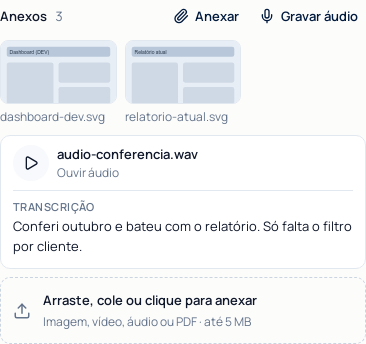 Anexos 3
Anexar
Gravar áudio
Dashboard (DEV)
Relatório atual
dashboard-dev.svg
relatorio-atual.svg
audio-conferencia.wav
Ouvir áudio
TRANSCRIÇÃO
Conferi outubro e bateu com o relatório. Só falta o filtro
por cliente.
Arraste, cole ou clique para anexar
Imagem, vídeo, áudio ou PDF · até 5 MB